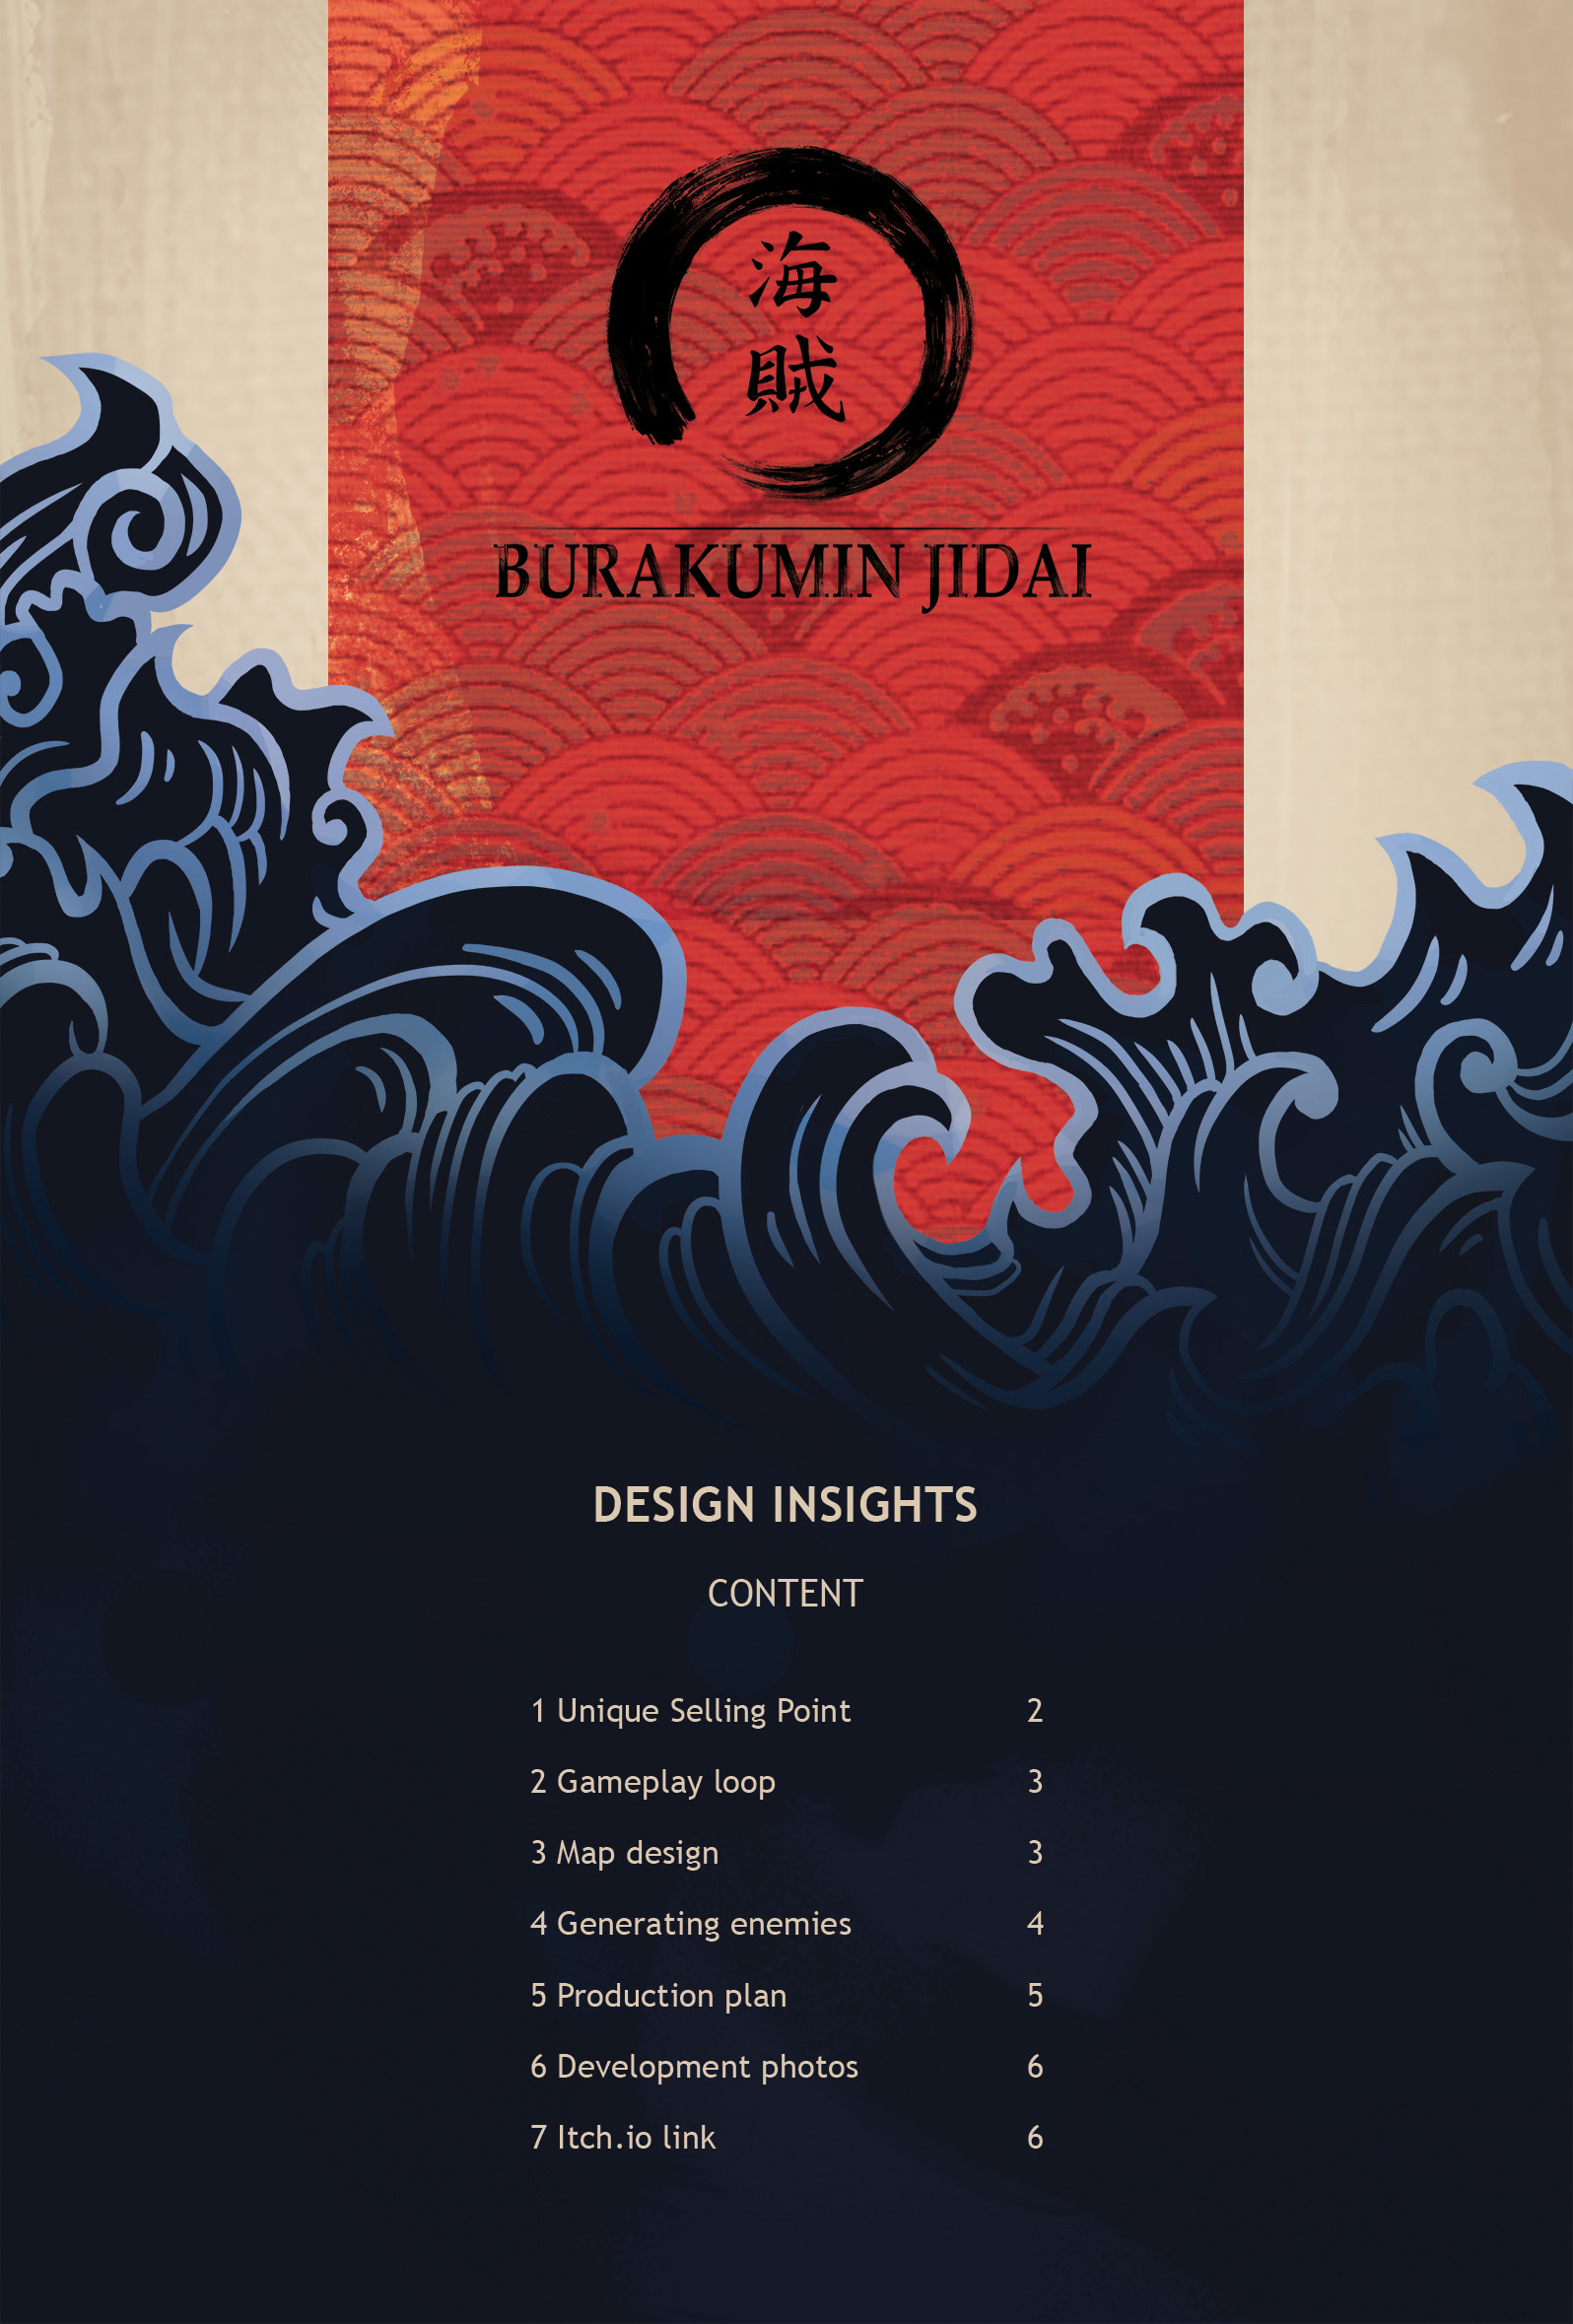 海
賊
BURAKUMIN JIDAI
DESIGN INSIGHTS
CONTENT
1 Unique Selling Point 2
2 Gameplay loop 3
3 Map design 3
4 Generating enemies 4
5 Production plan 5
6 Development photos 6
7 Itch.io link 6